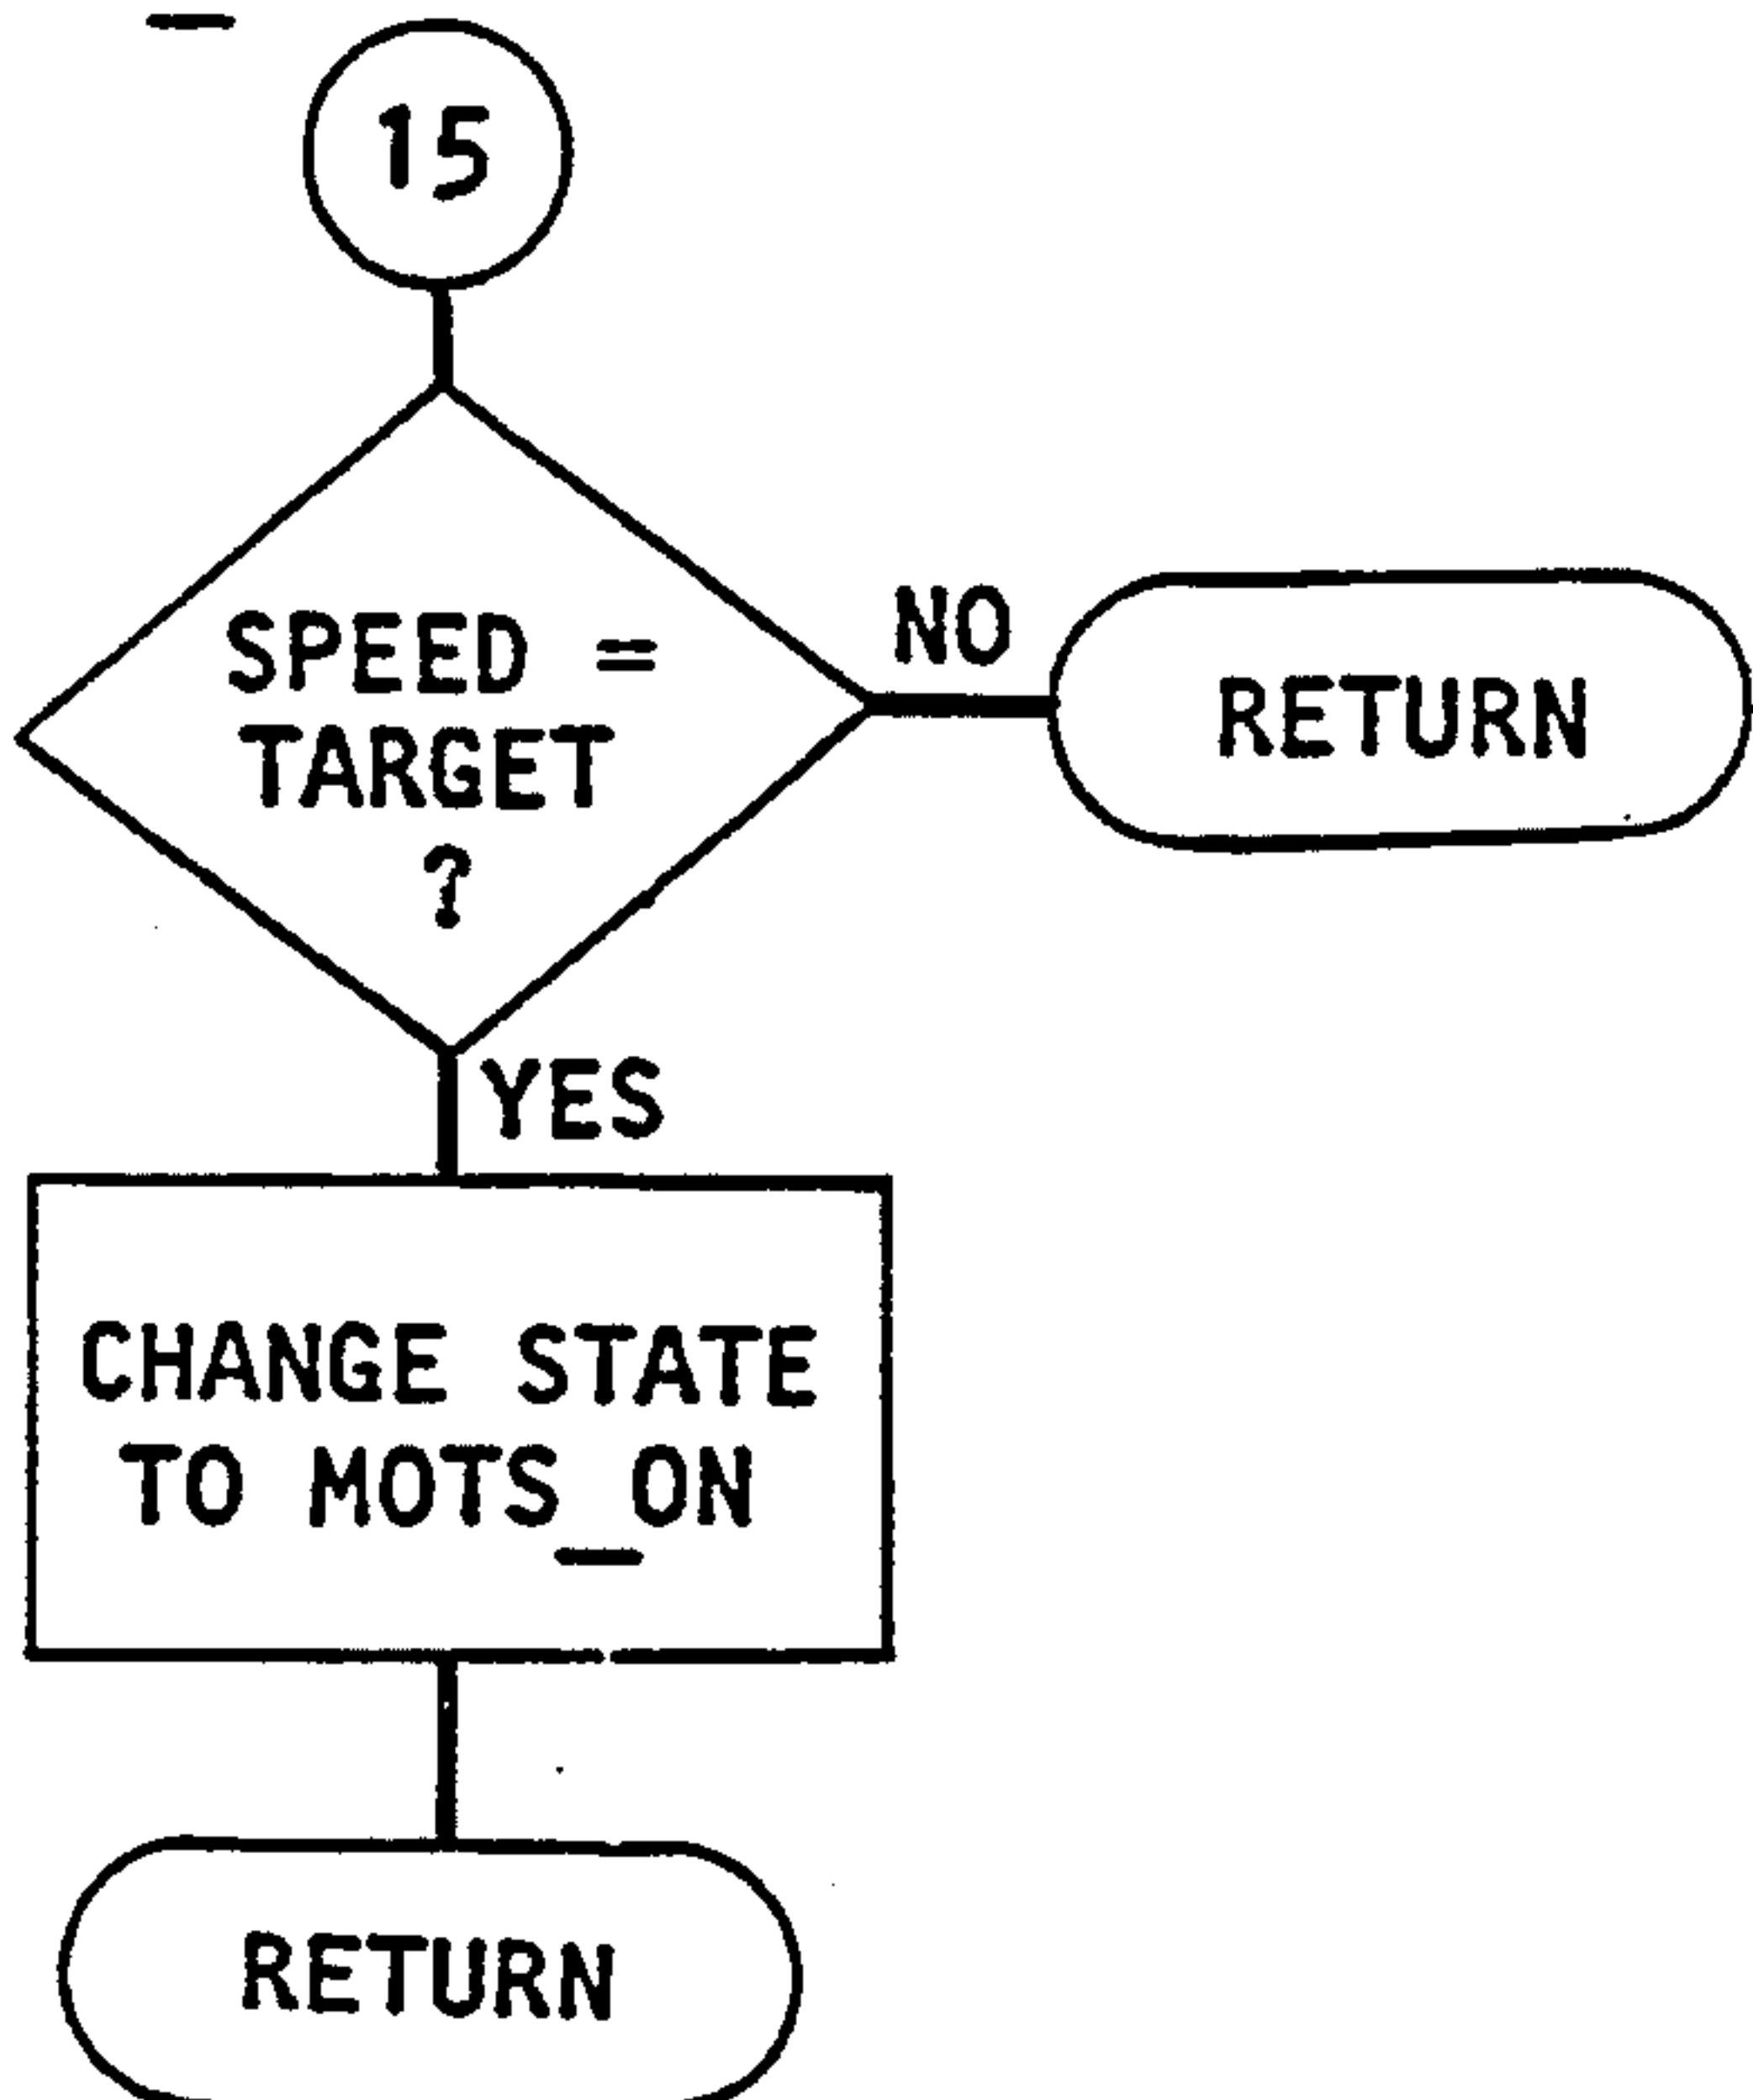 15
SPEED =
TARGET
?
NO
RETURN
YES
CHANGE STATE
TO MOTS_ON
RETURN